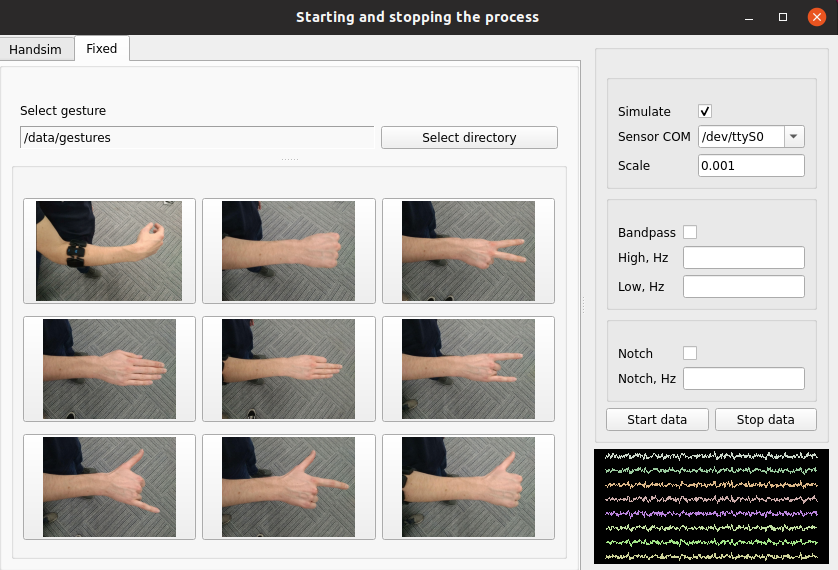 Starting and stopping the process
Handsim
Fixed
Select gesture
/data/gestures
Select directory
Simulate
Sensor COM
/dev/ttyS0
Scale
0.001
Bandpass
High, Hz
Low, Hz
Notch
Notch, Hz
Start data
Stop data